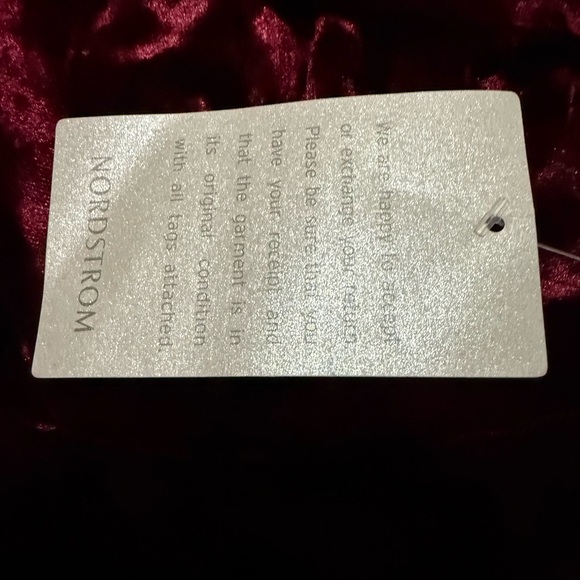 We are happy to accept
or exchange your return.
Please be sure that you
have your receipt and
that the garment is in
its original condition
with all tags attached.
NORDSTROM